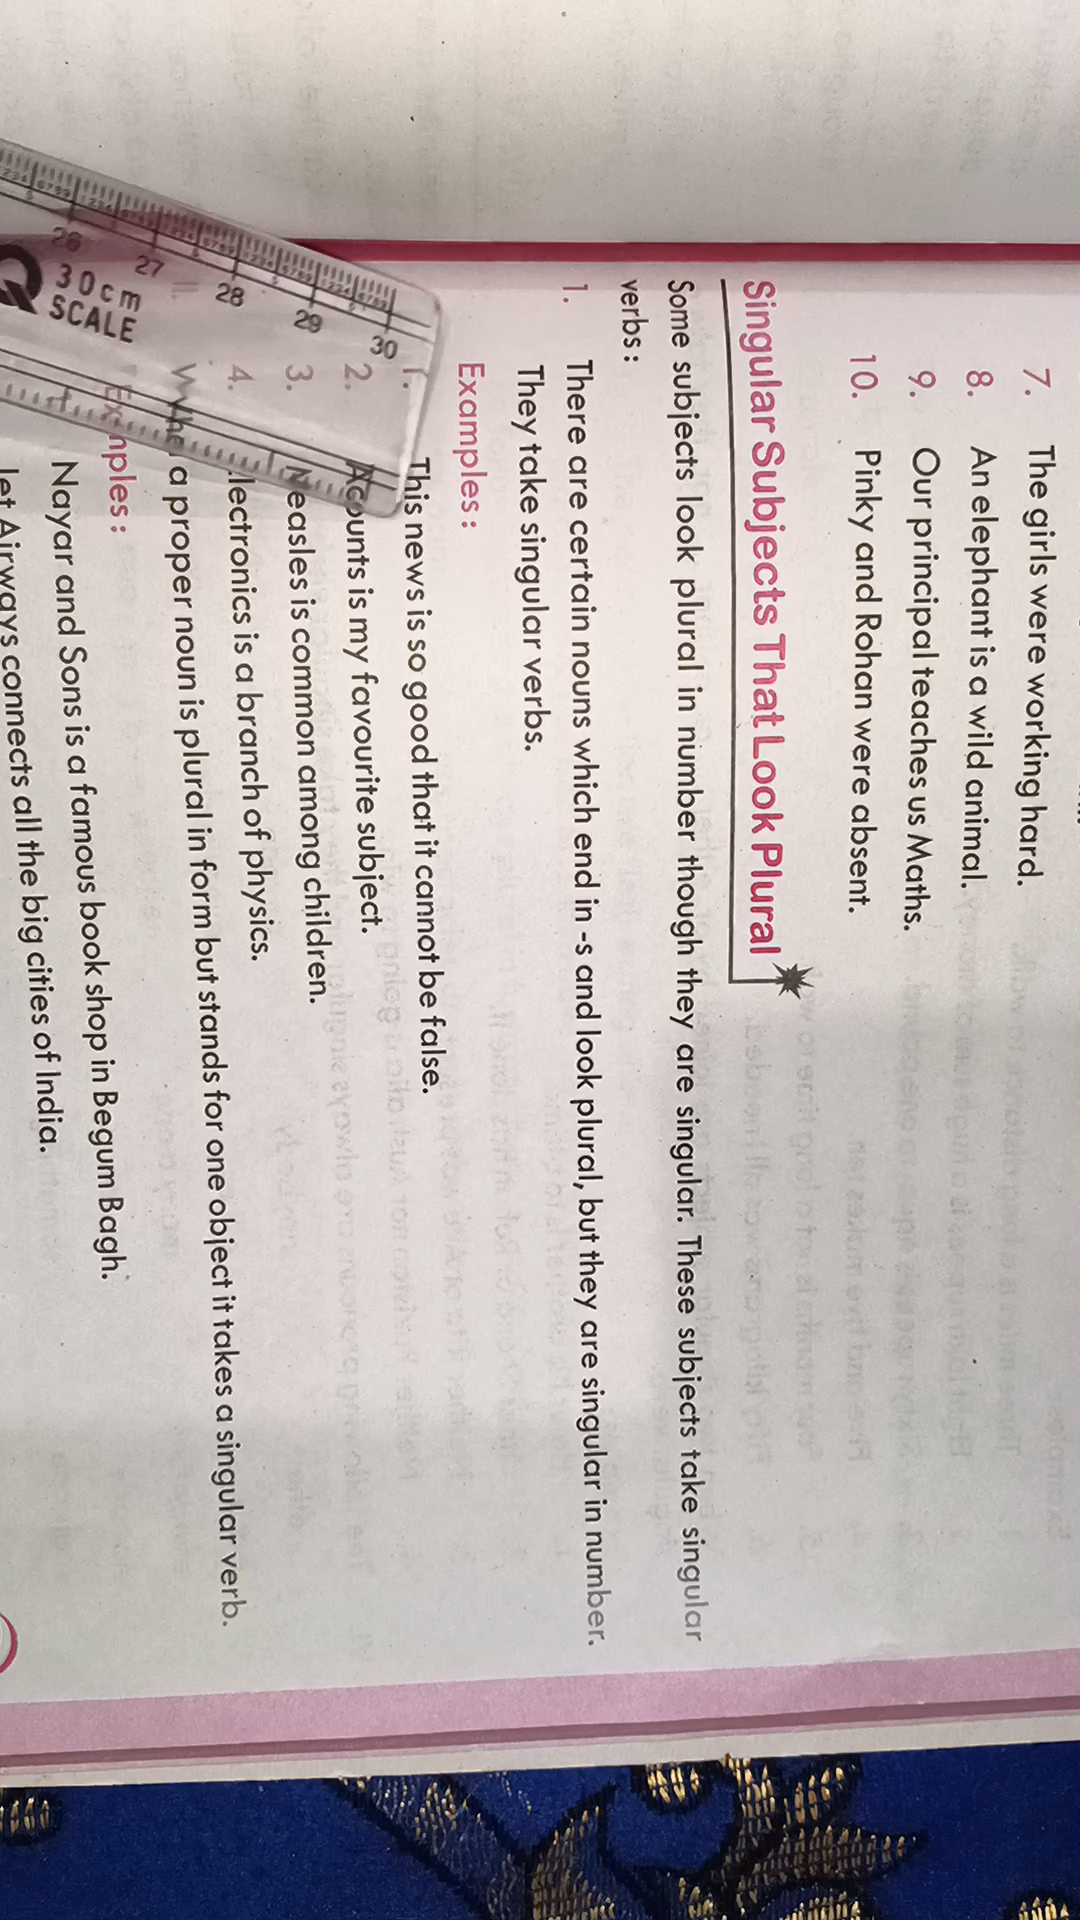 7. The girls were working hard.
8. An elephant is a wild animal.
9. Our principal teaches us Maths.
10. Pinky and Rohan were absent.
Singular Subjects That Look Plural
Some subjects look plural in number though they are singular. These subjects take singular
verbs :
1. There are certain nouns which end in -s and look plural, but they are singular in number.
They take singular verbs.
Examples :
1. This news is so good that it cannot be false.
2. Accounts is my favourite subject.
3. Measles is common among children.
4. Electronics is a branch of physics.
II. When a proper noun is plural in form but stands for one object it takes a singular verb.
Examples :
Nayar and Sons is a famous book shop in Begum Bagh.
Jet Airways connects all the big cities of India.
26 27 28 29 30
30cm
SCALE